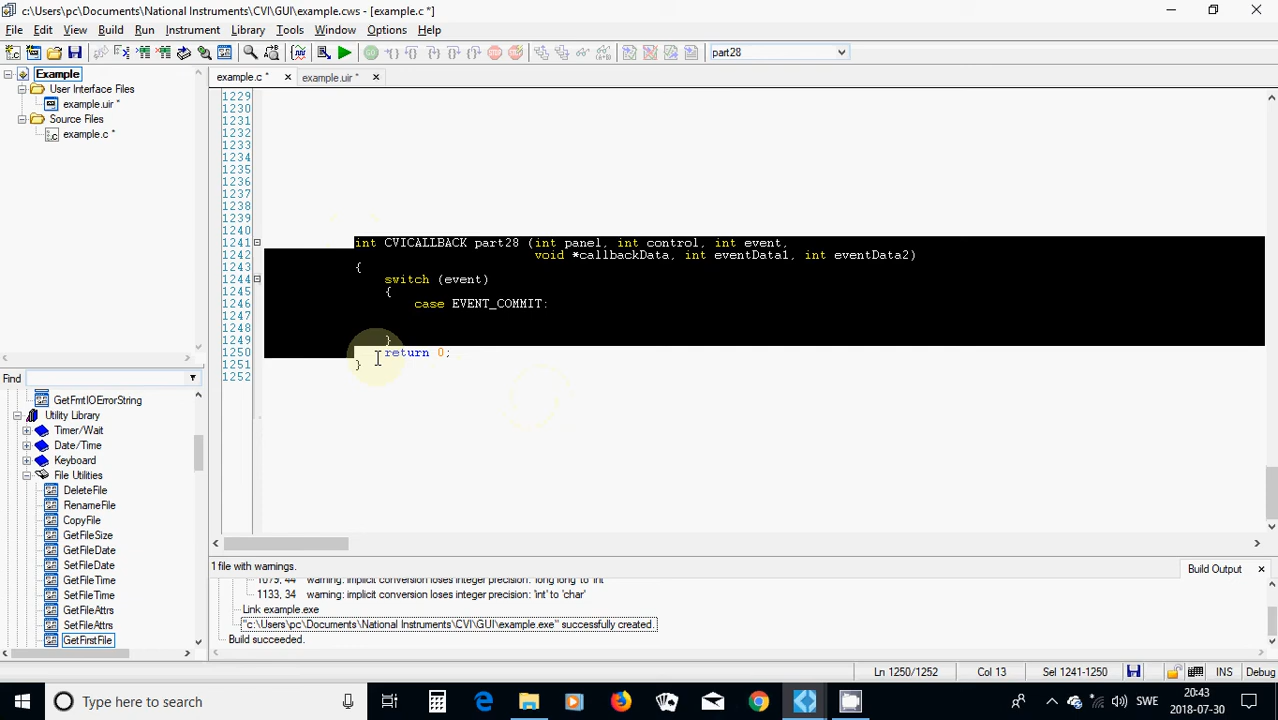 c:\Users\pc\Documents\National Instruments\CVI\GUI\example.cws - [example.c *]
File Edit View Build Run Instrument Library Tools Window Options Help
part28
Example
User Interface Files
example.uir *
Source Files
example.c *
example.c *
example.uir *
Find
GetFmtIOErrorString
Utility Library
Timer/Wait
Date/Time
Keyboard
File Utilities
DeleteFile
RenameFile
CopyFile
GetFileSize
GetFileDate
SetFileDate
GetFileTime
SetFileTime
GetFileAttrs
SetFileAttrs
GetFirstFile
1229
1230
1231
1232
1233
1234
1235
1236
1237
1238
1239
1240
1241 int CVICALLBACK part28 (int panel, int control, int event,
1242 void *callbackData, int eventData1, int eventData2)
1243 {
1244 switch (event)
1245 {
1246 case EVENT_COMMIT:
1247
1248
1249 }
1250 return 0;
1251 }
1252
1 file with warnings.
Build Output
1079, 44 warning: implicit conversion loses integer precision: 'long long' to 'int'
1133, 34 warning: implicit conversion loses integer precision: 'int' to 'char'
Link example.exe
"c:\Users\pc\Documents\National Instruments\CVI\GUI\example.exe" successfully created.
Build succeeded.
Ln 1250/1252 Col 13 Sel 1241-1250 INS Debug
Type here to search
SWE
20:43
2018-07-30